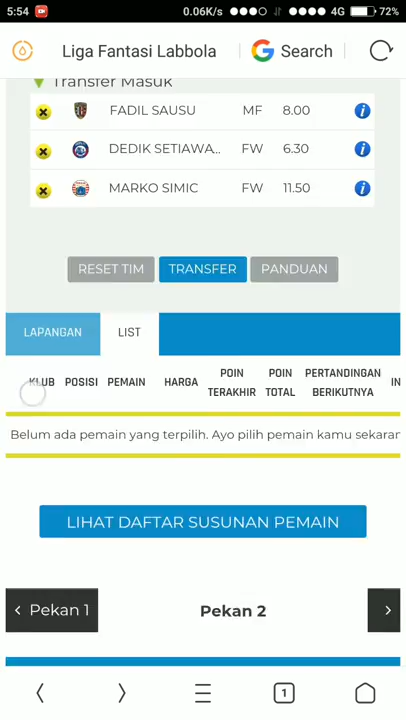 5:54 0.06K/s 4G 72%
Liga Fantasi Labbola Search
Transfer Masuk
FADIL SAUSU MF 8.00
DEDIK SETIAWA... FW 6.30
MARKO SIMIC FW 11.50
RESET TIM TRANSFER PANDUAN
LAPANGAN LIST
KLUB POSISI PEMAIN HARGA POIN TERAKHIR POIN TOTAL PERTANDINGAN BERIKUTNYA IN
Belum ada pemain yang terpilih. Ayo pilih pemain kamu sekarar
LIHAT DAFTAR SUSUNAN PEMAIN
< Pekan 1 Pekan 2 >
1